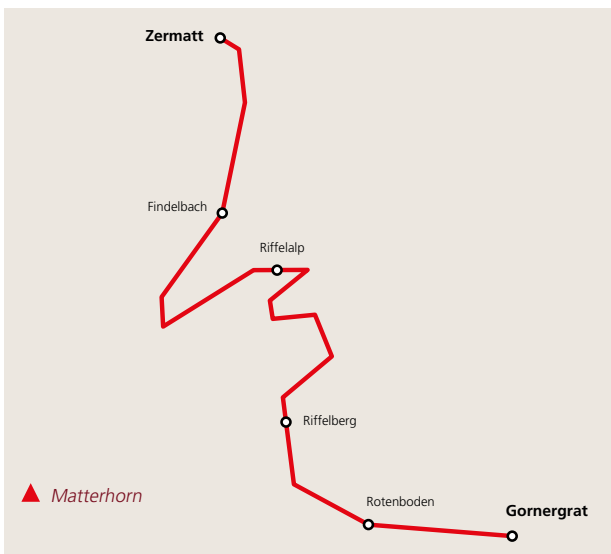 Zermatt
Findelbach
Riffelalp
Riffelberg
Matterhorn
Rotenboden
Gornergrat